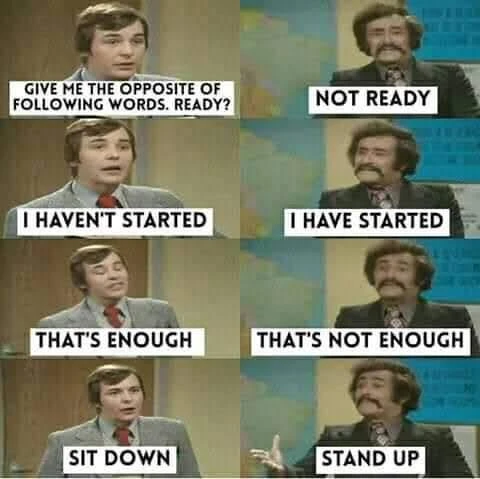 GIVE ME THE OPPOSITE OF
FOLLOWING WORDS. READY?
NOT READY
I HAVEN'T STARTED
I HAVE STARTED
THAT'S ENOUGH
THAT'S NOT ENOUGH
SIT DOWN
STAND UP